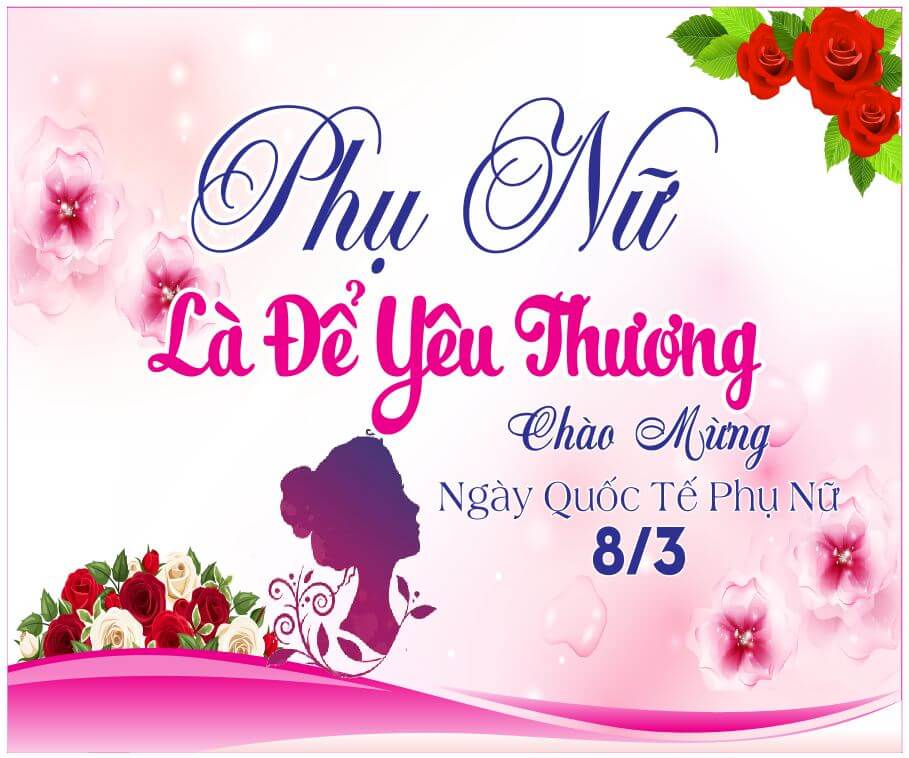 Phụ Nữ
Là Để Yêu Thương
Chào Mừng
Ngày Quốc Tế Phụ Nữ
8/3